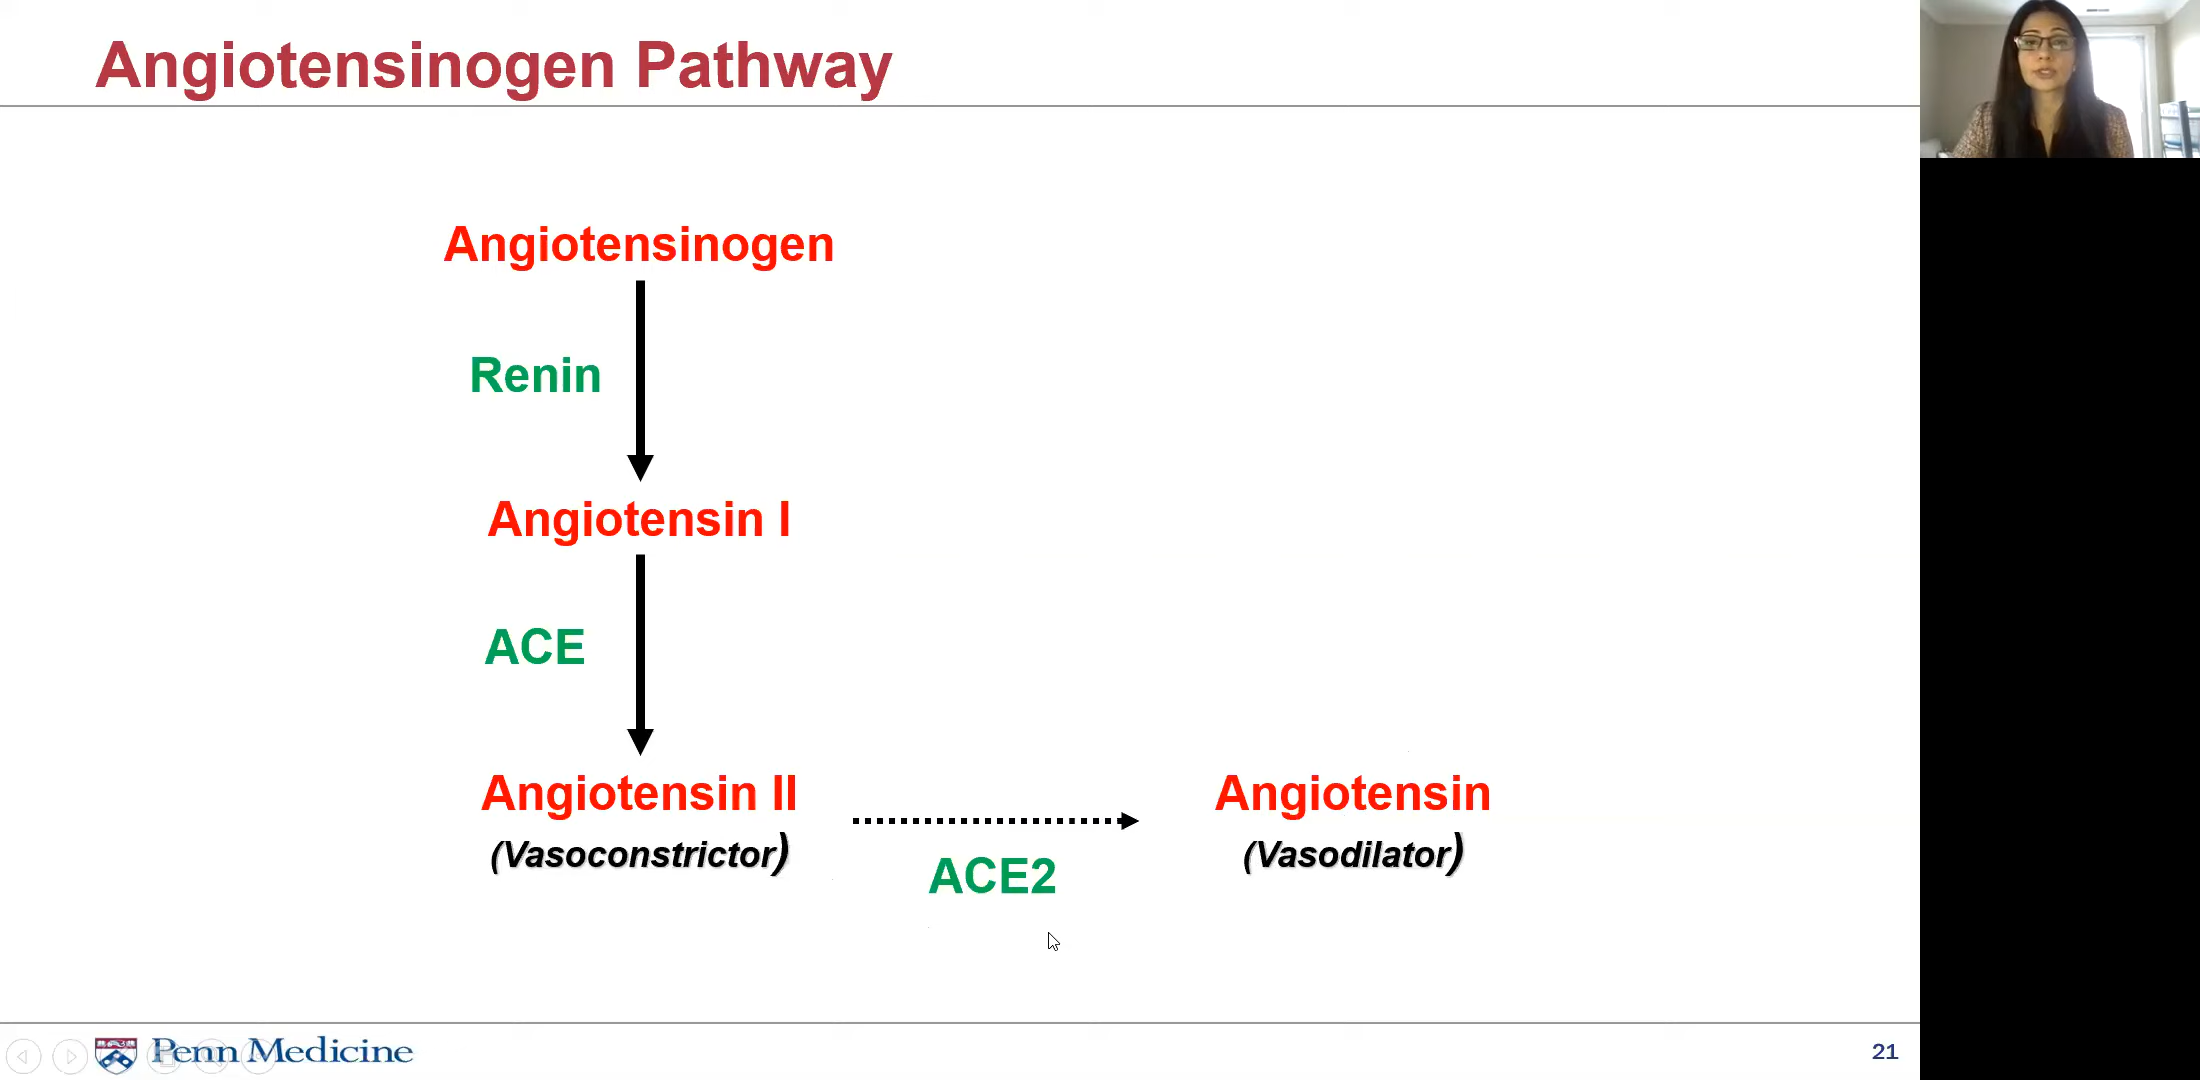 Angiotensinogen Pathway
Angiotensinogen
Renin
Angiotensin I
ACE
Angiotensin II
(Vasoconstrictor)
ACE2
Angiotensin
(Vasodilator)
Penn Medicine
21